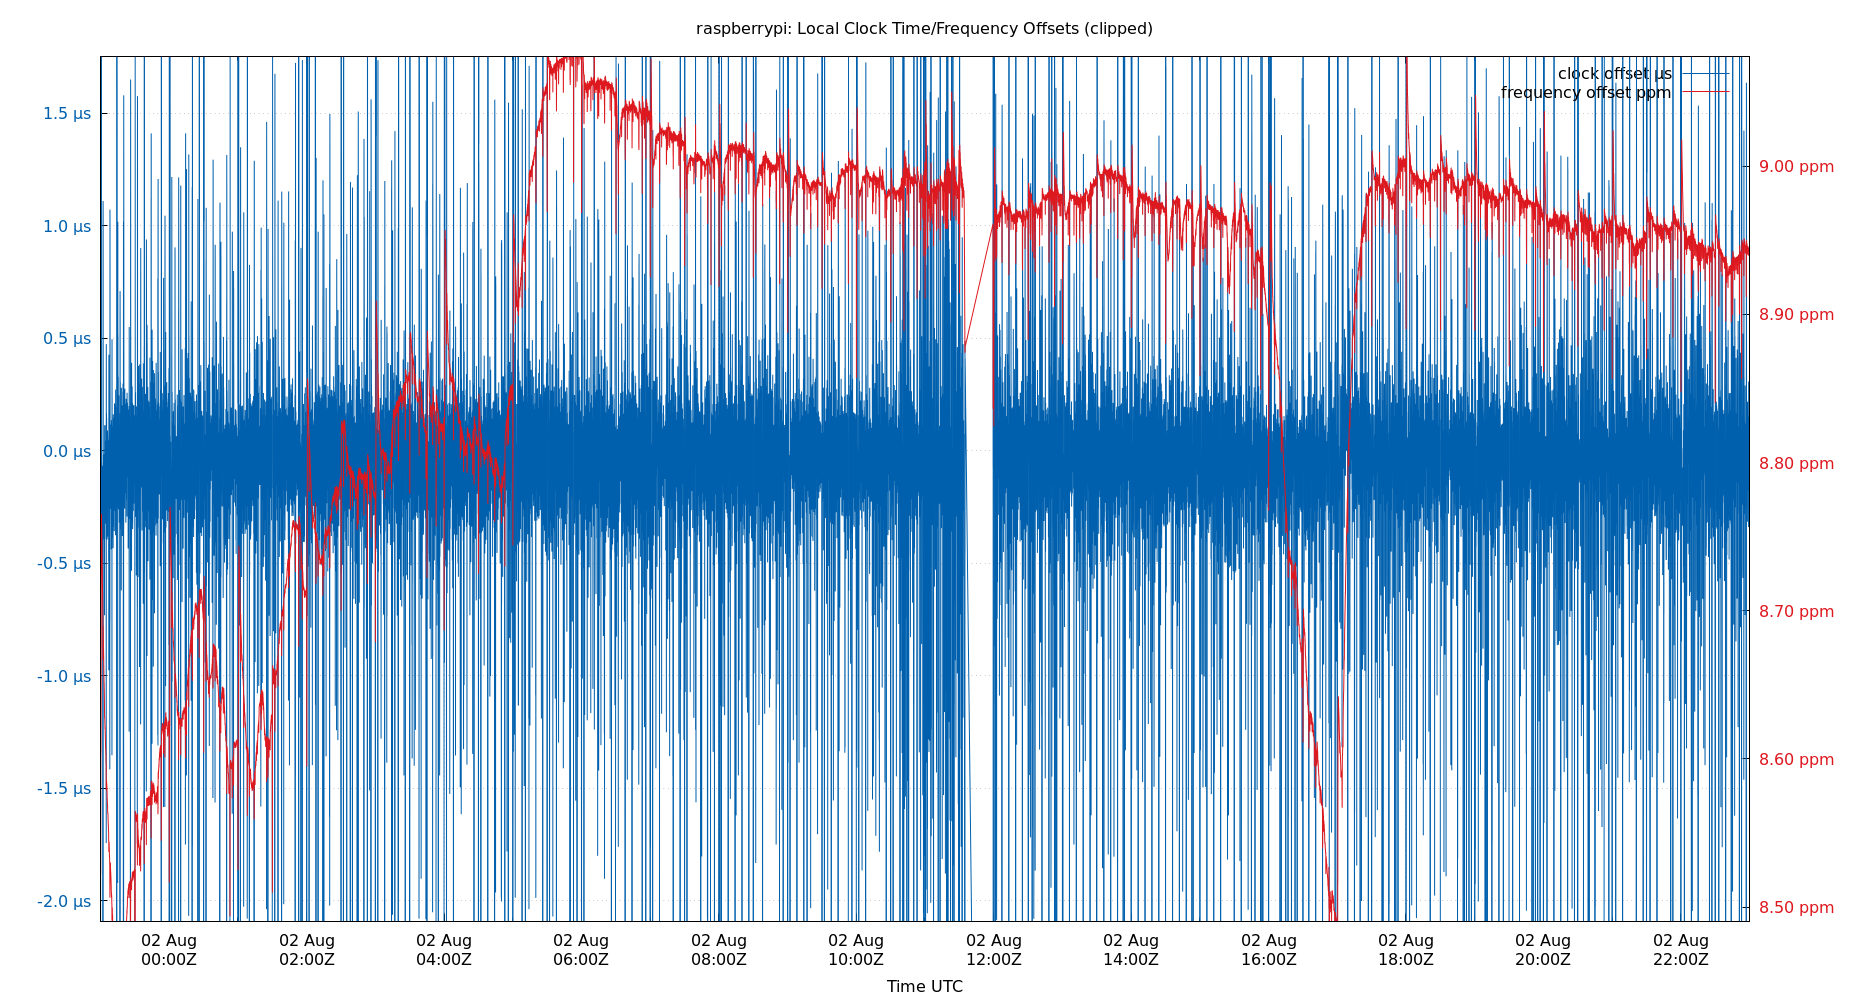 raspberrypi: Local Clock Time/Frequency Offsets (clipped)
clock offset µs
frequency offset ppm
1.5 µs
1.0 µs
0.5 µs
0.0 µs
-0.5 µs
-1.0 µs
-1.5 µs
-2.0 µs
9.00 ppm
8.90 ppm
8.80 ppm
8.70 ppm
8.60 ppm
8.50 ppm
02 Aug 02 Aug 02 Aug 02 Aug 02 Aug 02 Aug 02 Aug 02 Aug 02 Aug 02 Aug 02 Aug 02 Aug
00:00Z 02:00Z 04:00Z 06:00Z 08:00Z 10:00Z 12:00Z 14:00Z 16:00Z 18:00Z 20:00Z 22:00Z
Time UTC